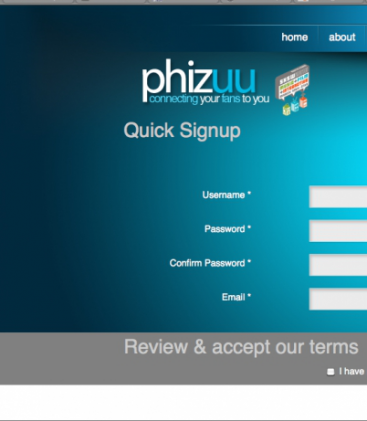 home about
phizuu
connecting your fans to you
Quick Signup
Username *
Password *
Confirm Password *
Email *
Review & accept our terms
I have